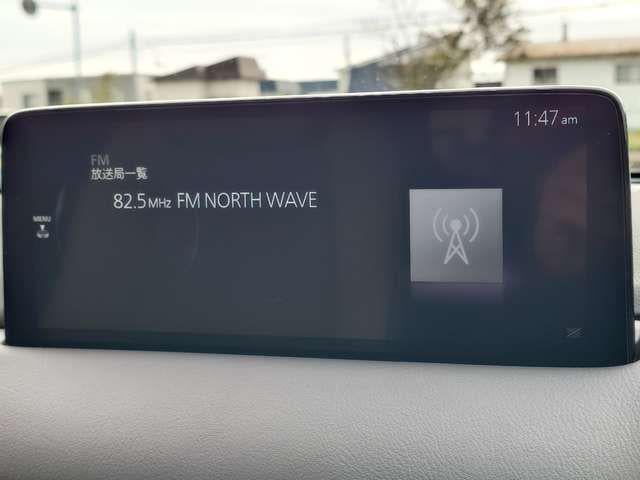 11:47 am
FM
放送局一覧
82.5 MHz FM NORTH WAVE
MENU